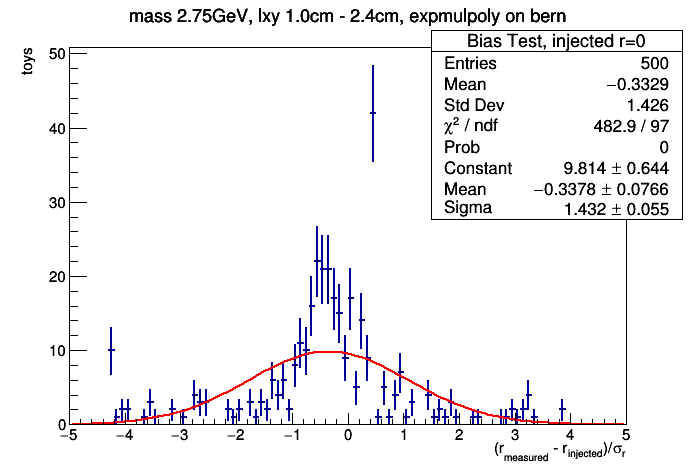 mass 2.75GeV, lxy 1.0cm - 2.4cm, expmulpoly on bern
Bias Test, injected r=0
Entries 500
Mean −0.3329
Std Dev 1.426
χ² / ndf 482.9 / 97
Prob 0
Constant 9.814 ± 0.644
Mean −0.3378 ± 0.0766
Sigma 1.432 ± 0.055
toys
50
40
30
20
10
0
−5 −4 −3 −2 −1 0 1 2 3 4 5
(r_measured - r_injected)/σ_r